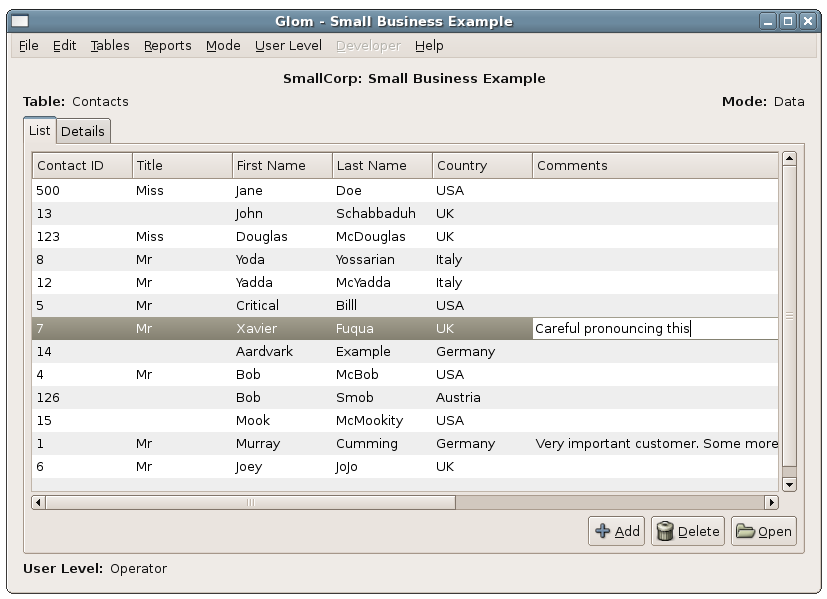 Glom - Small Business Example
File Edit Tables Reports Mode User Level Developer Help
SmallCorp: Small Business Example
Table: Contacts Mode: Data
List Details
Contact ID Title First Name Last Name Country Comments
500 Miss Jane Doe USA
13 John Schabbaduh UK
123 Miss Douglas McDouglas UK
8 Mr Yoda Yossarian Italy
12 Mr Yadda McYadda Italy
5 Mr Critical Billl USA
7 Mr Xavier Fuqua UK Careful pronouncing this
14 Aardvark Example Germany
4 Mr Bob McBob USA
126 Bob Smob Austria
15 Mook McMookity USA
1 Mr Murray Cumming Germany Very important customer. Some more
6 Mr Joey JoJo UK
Add Delete Open
User Level: Operator